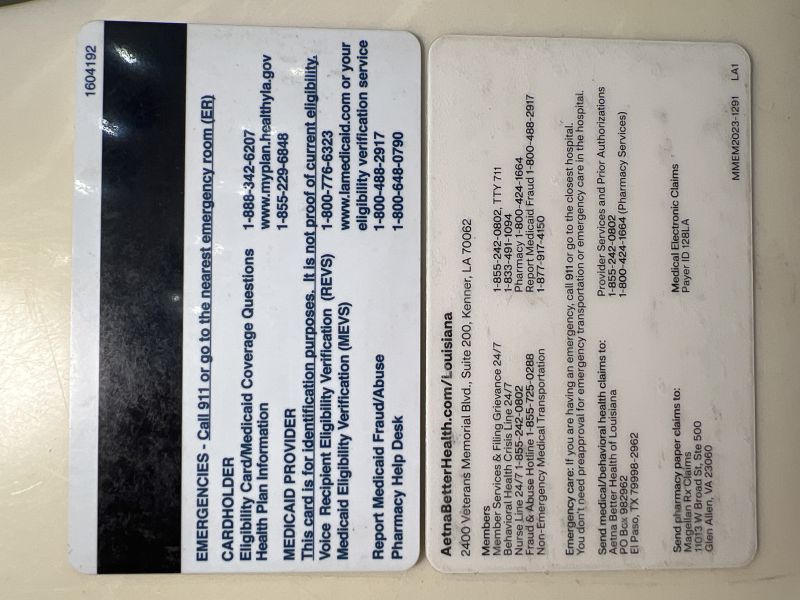 1604192
EMERGENCIES - Call 911 or go to the nearest emergency room (ER)
CARDHOLDER
Eligibility Card/Medicaid Coverage Questions 1-888-342-6207
Health Plan Information www.myplan.healthyla.gov
1-855-229-6848
MEDICAID PROVIDER
This card is for identification purposes. It is not proof of current eligibility.
Voice Recipient Eligibility Verification (REVS) 1-800-776-6323
Medicaid Eligibility Verification (MEVS) www.lamedicaid.com or your
eligibility verification service
Report Medicaid Fraud/Abuse 1-800-488-2917
Pharmacy Help Desk 1-800-648-0790
AetnaBetterHealth.com/Louisiana
2400 Veterans Memorial Blvd., Suite 200, Kenner, LA 70062
Members
Member Services & Filing Grievance 24/7 1-855-242-0802, TTY 711
Behavioral Health Crisis Line 24/7 1-833-491-1094
Nurse Line 24/7 1-855-242-0802 Pharmacy 1-800-424-1664
Fraud & Abuse Hotline 1-855-725-0288 Report Medicaid Fraud 1-800-488-2917
Non-Emergency Medical Transportation 1-877-917-4150
Emergency care: If you are having an emergency, call 911 or go to the closest hospital.
You don't need preapproval for emergency transportation or emergency care in the hospital.
Send medical/behavioral health claims to: Provider Services and Prior Authorizations
Aetna Better Health of Louisiana 1-855-242-0802
PO Box 982962 1-800-424-1664 (Pharmacy Services)
El Paso, TX 79998-2962
Send pharmacy paper claims to: Medical Electronic Claims
Magellan Rx Claims Payer ID 128LA
11013 W Broad St, Ste 500
Glen Allen, VA 23060
MMEM2023-1291 LA1